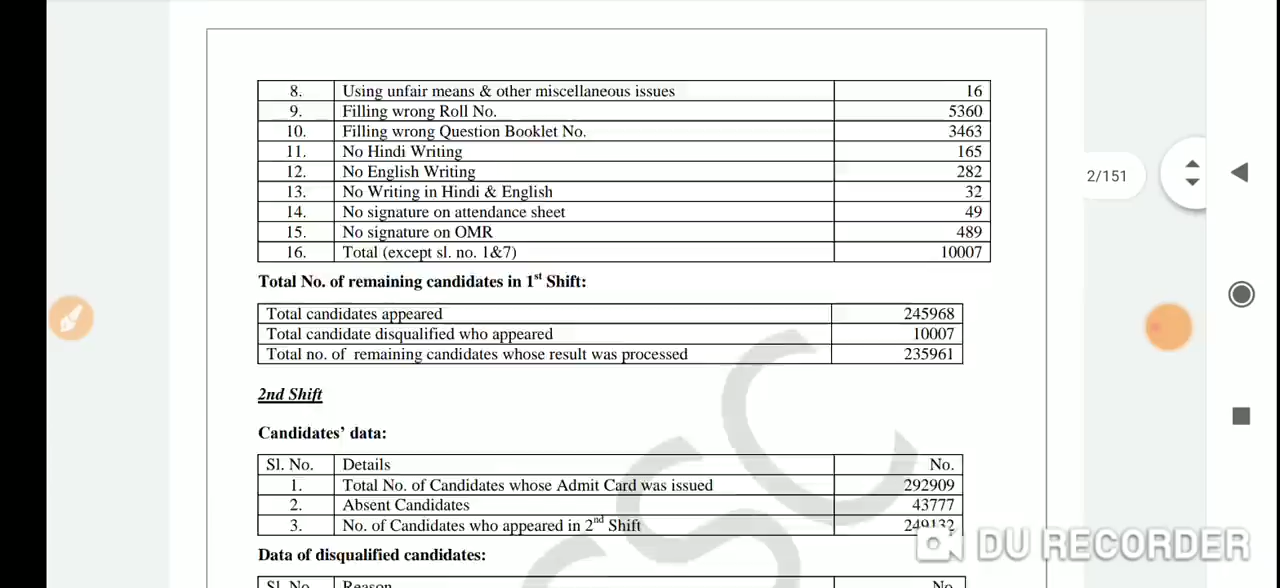 8. Using unfair means & other miscellaneous issues 16
9. Filling wrong Roll No. 5360
10. Filling wrong Question Booklet No. 3463
11. No Hindi Writing 165
12. No English Writing 282
13. No Writing in Hindi & English 32
14. No signature on attendance sheet 49
15. No signature on OMR 489
16. Total (except sl. no. 1&7) 10007
2/151
Total No. of remaining candidates in 1st Shift:
Total candidates appeared 245968
Total candidate disqualified who appeared 10007
Total no. of remaining candidates whose result was processed 235961
2nd Shift
Candidates’ data:
Sl. No. Details No.
1. Total No. of Candidates whose Admit Card was issued 292909
2. Absent Candidates 43777
3. No. of Candidates who appeared in 2nd Shift 249132
DU RECORDER
Data of disqualified candidates:
Sl. No. Reason No.
SC